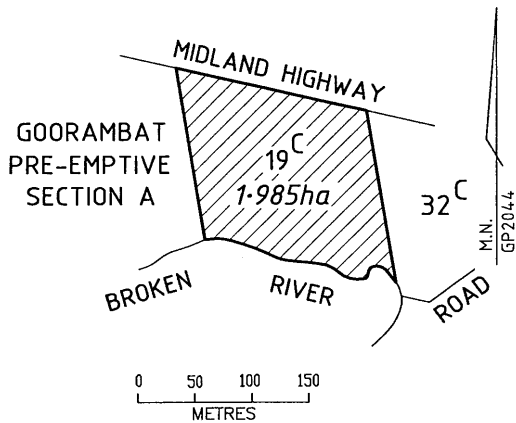 MIDLAND HIGHWAY
GOORAMBAT
PRE-EMPTIVE
SECTION A
19C
1·985ha
32C
M.N.
GP2044
BROKEN RIVER
ROAD
0 50 100 150
METRES